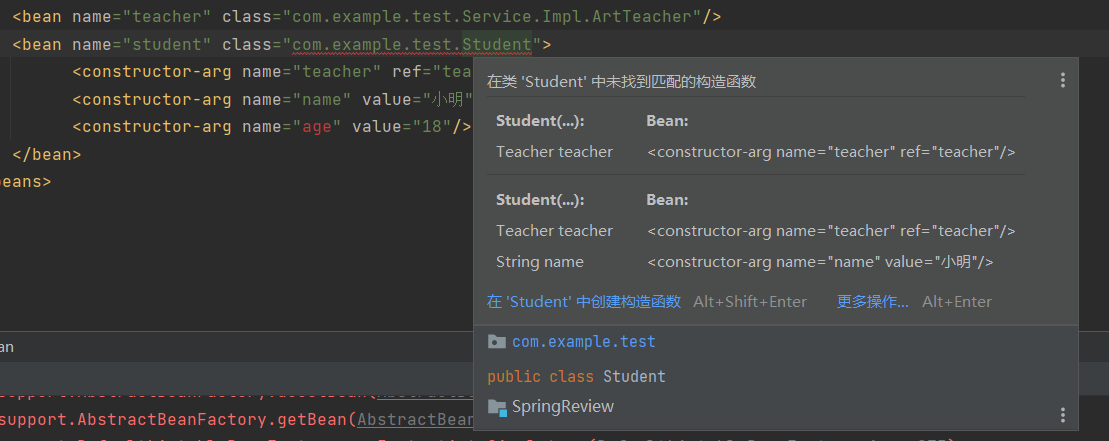 <bean name="teacher" class="com.example.test.Service.Impl.ArtTeacher"/>
<bean name="student" class="com.example.test.Student">
<constructor-arg name="teacher" ref="tea
<constructor-arg name="name" value="小明"
<constructor-arg name="age" value="18"/>
</bean>
eans>
在类 'Student' 中未找到匹配的构造函数
Student(...): Bean:
Teacher teacher <constructor-arg name="teacher" ref="teacher"/>
Student(...): Bean:
Teacher teacher <constructor-arg name="teacher" ref="teacher"/>
String name <constructor-arg name="name" value="小明"/>
在 'Student' 中创建构造函数 Alt+Shift+Enter 更多操作... Alt+Enter
com.example.test
public class Student
SpringReview
an
support.AbstractBeanFactory.getBean(AbstractBean